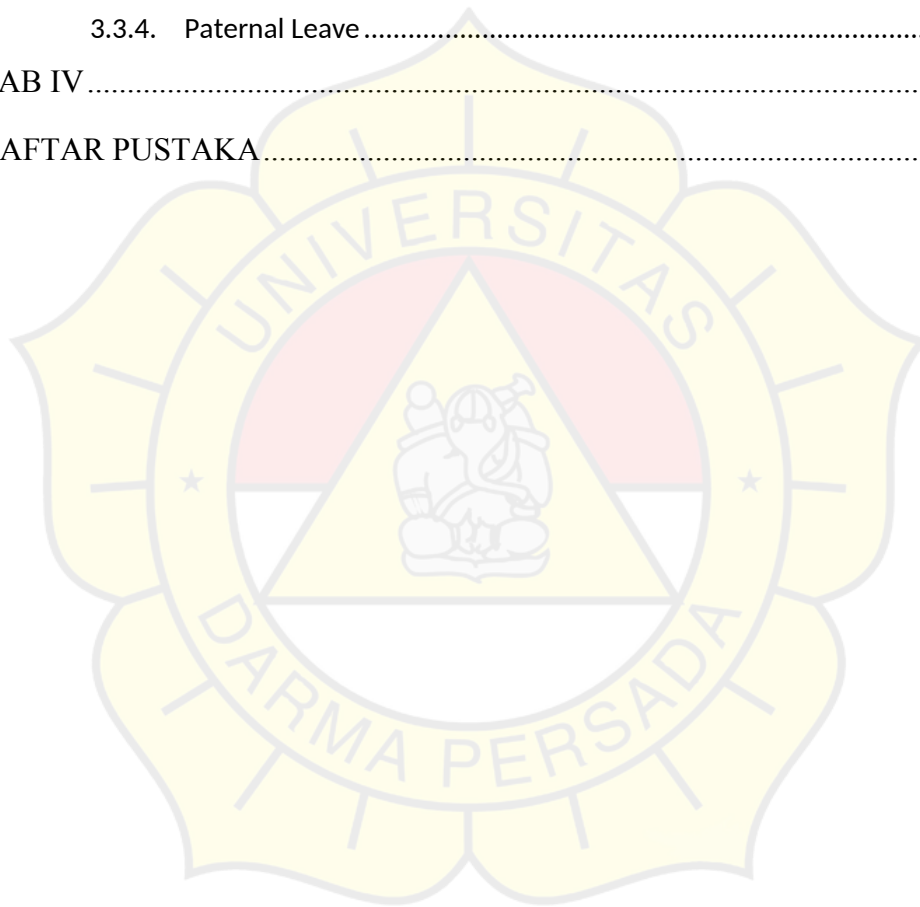 3.3.4. Paternal Leave....................................................................................
AB IV.......................................................................................................
AFTAR PUSTAKA.................................................................................
UNIVERSITAS
DARMA PERSADA